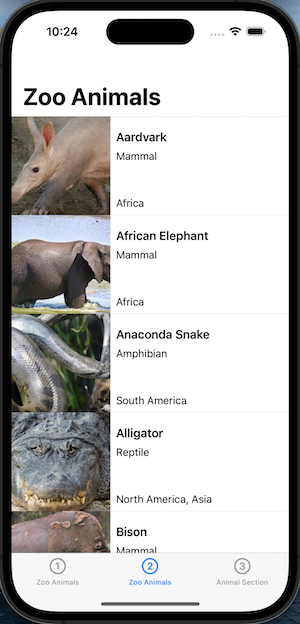 10:24
Zoo Animals
Aardvark
Mammal
Africa
African Elephant
Mammal
Africa
Anaconda Snake
Amphibian
South America
Alligator
Reptile
North America, Asia
Bison
Mammal
1 2 3
Zoo Animals Zoo Animals Animal Section